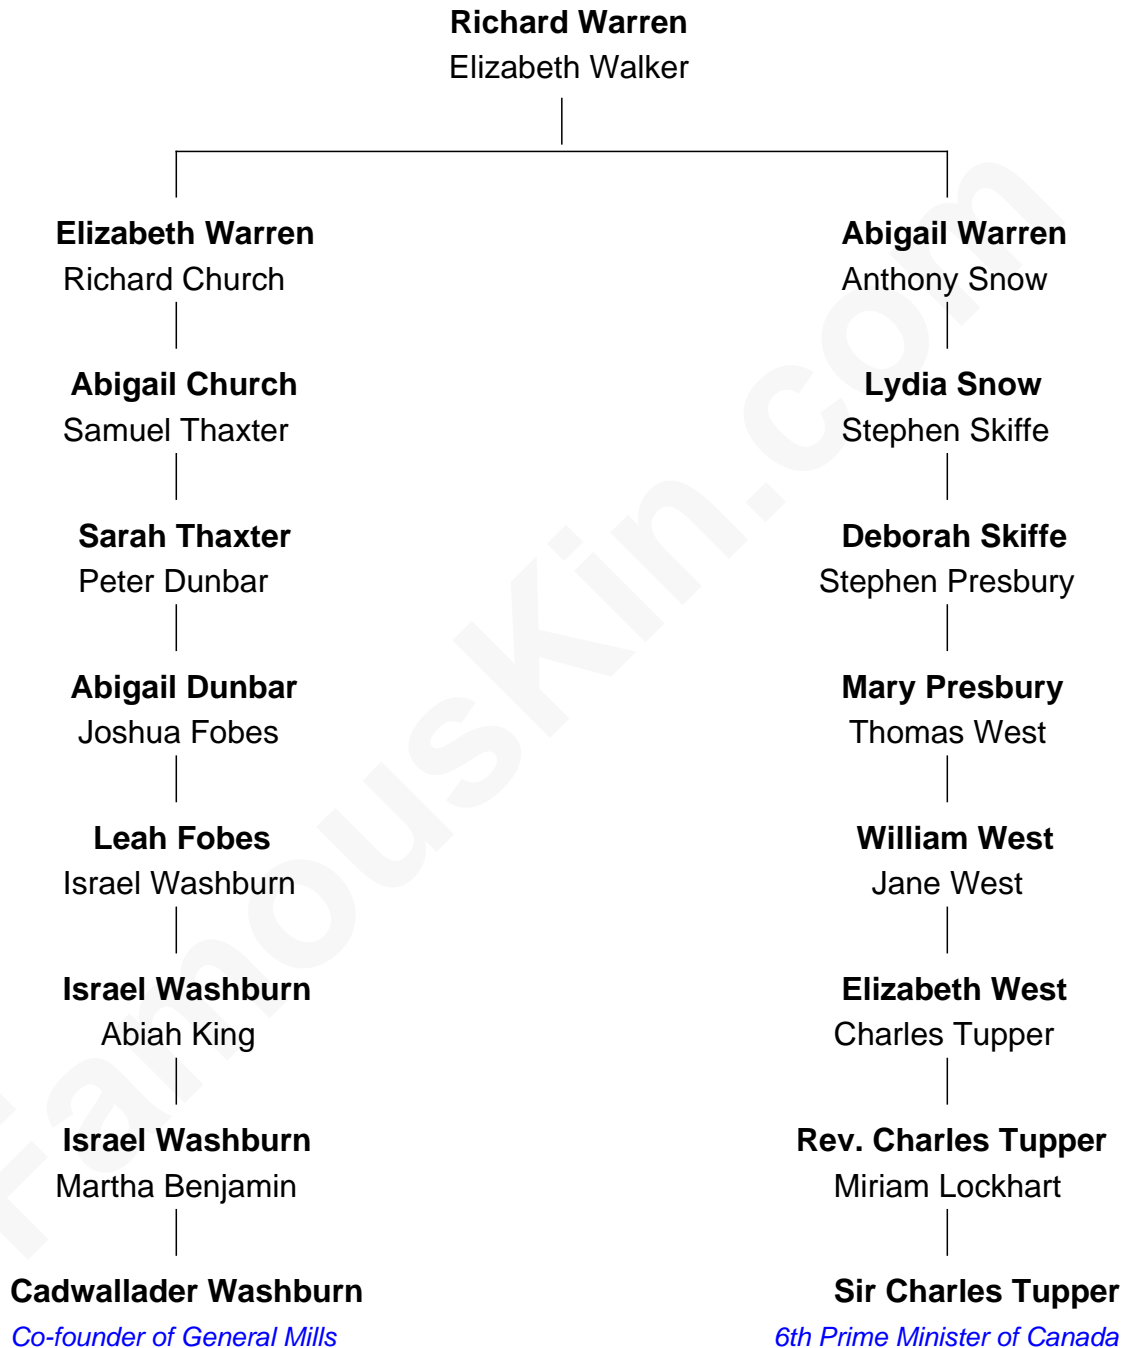 Richard Warren
Elizabeth Walker
Elizabeth Warren
Richard Church
Abigail Warren
Anthony Snow
Abigail Church
Samuel Thaxter
Lydia Snow
Stephen Skiffe
Sarah Thaxter
Peter Dunbar
Deborah Skiffe
Stephen Presbury
Abigail Dunbar
Joshua Fobes
Mary Presbury
Thomas West
Leah Fobes
Israel Washburn
William West
Jane West
Israel Washburn
Abiah King
Elizabeth West
Charles Tupper
Israel Washburn
Martha Benjamin
Rev. Charles Tupper
Miriam Lockhart
Cadwallader Washburn
Co-founder of General Mills
Sir Charles Tupper
6th Prime Minister of Canada
FamousKin.com